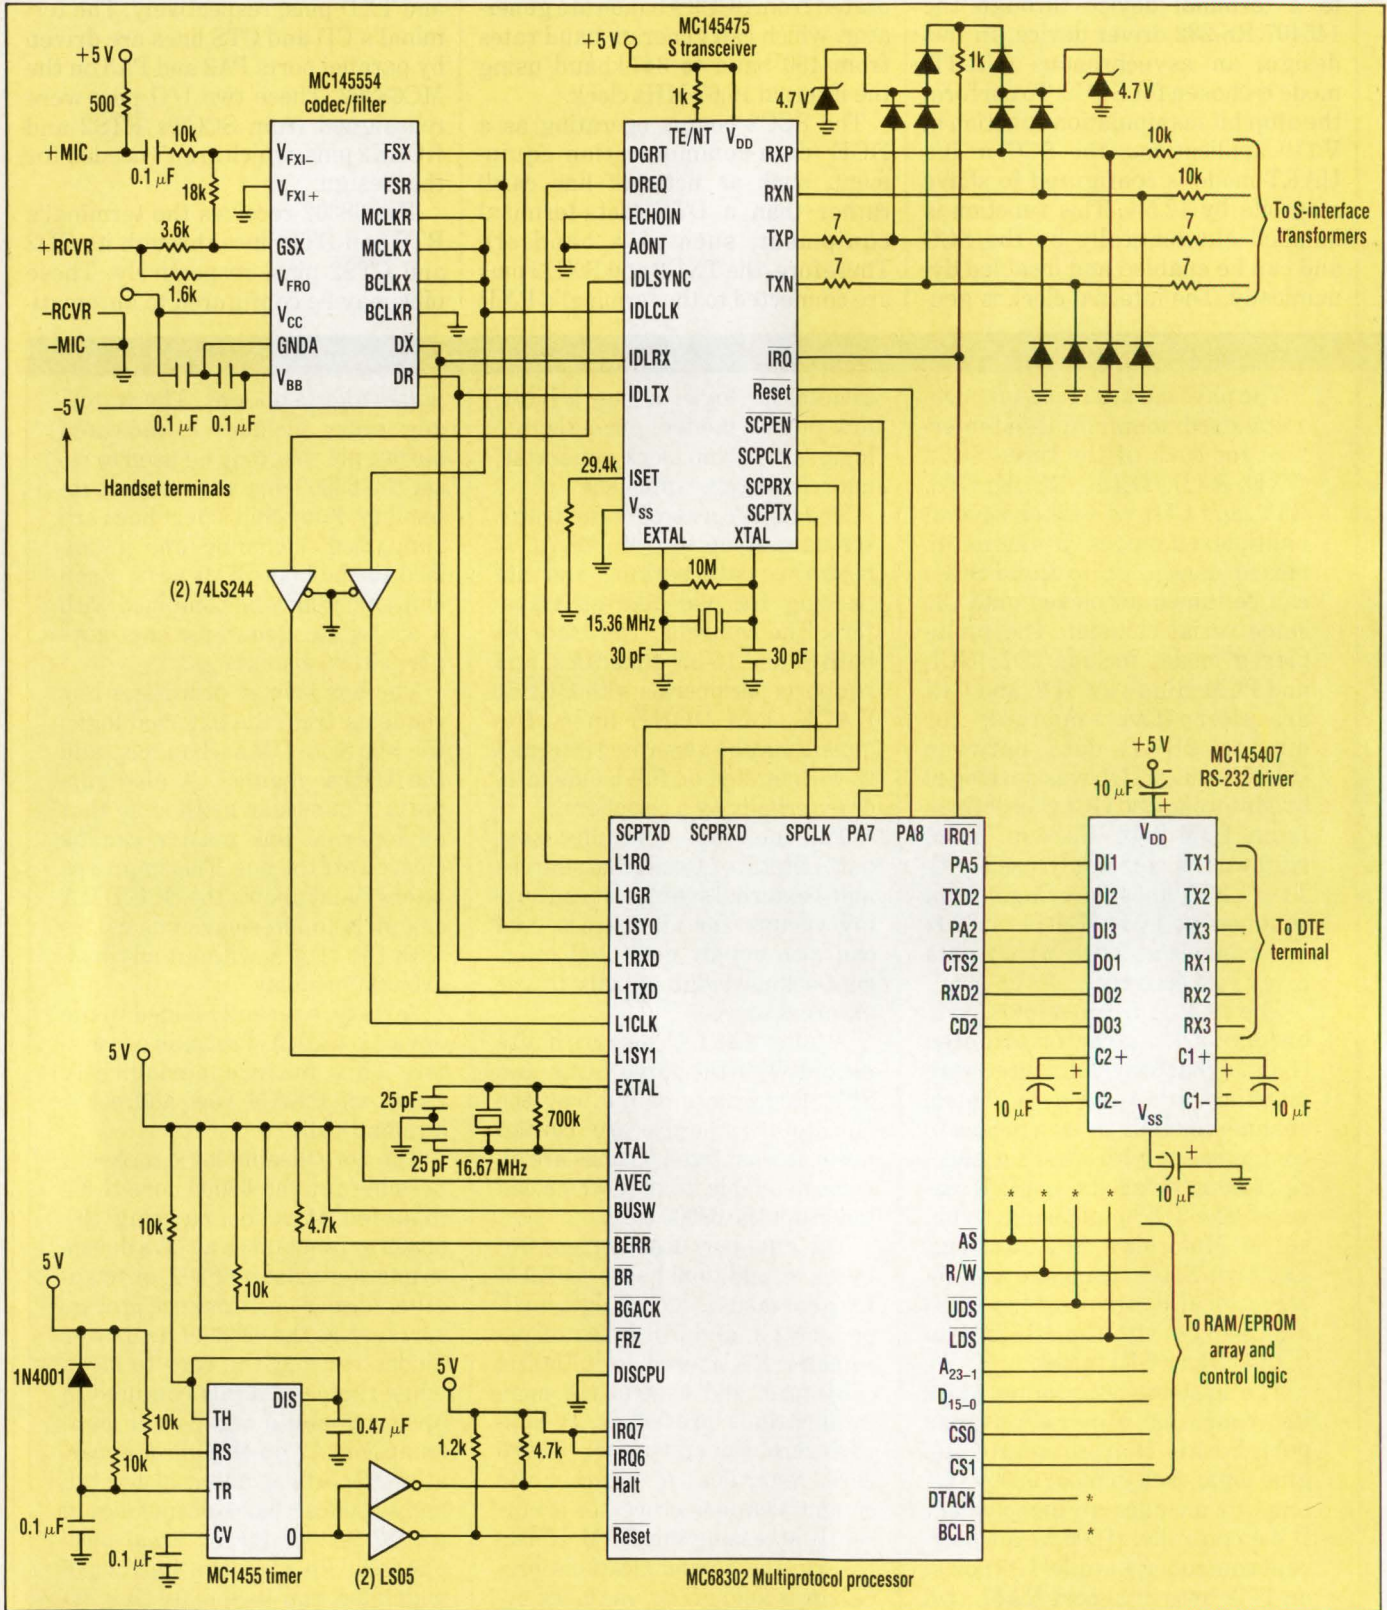 +5 V
500
+MIC
0.1 μF
10k
18k
+RCVR
3.6k
1.6k
−RCVR
−MIC
−5 V
0.1 μF
0.1 μF
Handset terminals
MC145554
codec/filter
VFXI−
VFXI+
GSX
VFRO
VCC
GNDA
VBB
FSX
FSR
MCLKR
MCLKX
BCLKX
BCLKR
DX
DR
+5 V
MC145475
S transceiver
1k
TE/NT
VDD
DGRT
DREQ
ECHOIN
AONT
IDLSYNC
IDLCLK
IDLRX
IDLTX
ISET
VSS
EXTAL
XTAL
RXP
RXN
TXP
TXN
IRQ
Reset
SCPEN
SCPCLK
SCPRX
SCPTX
29.4k
10M
15.36 MHz
30 pF
30 pF
4.7 V
1k
4.7 V
10k
10k
7
7
7
7
To S-interface
transformers
(2) 74LS244
SCPTXD
SCPRXD
SPCLK
PA7
PA8
IRQ1
L1RQ
L1GR
L1SY0
L1RXD
L1TXD
L1CLK
L1SY1
EXTAL
XTAL
AVEC
BUSW
BERR
BR
BGACK
FRZ
DISCPU
IRQ7
IRQ6
Halt
Reset
PA5
TXD2
PA2
CTS2
RXD2
CD2
AS
R/W
UDS
LDS
A23–1
D15–0
CS0
CS1
DTACK
BCLR
* * * *
*
*
To RAM/EPROM
array and
control logic
MC68302 Multiprotocol processor
+5 V
−
10 μF
+
MC145407
RS-232 driver
VDD
DI1
DI2
DI3
DO1
DO2
DO3
C2+
C2−
TX1
TX2
TX3
RX1
RX2
RX3
C1+
C1−
VSS
+
−
10 μF
+
−
10 μF
−
+
10 μF
To DTE
terminal
5 V
25 pF
25 pF
16.67 MHz
700k
10k
10k
4.7k
5 V
1N4001
10k
10k
0.1 μF
0.1 μF
TH
RS
TR
CV
DIS
O
MC1455 timer
0.47 μF
(2) LS05
5 V
1.2k
4.7k